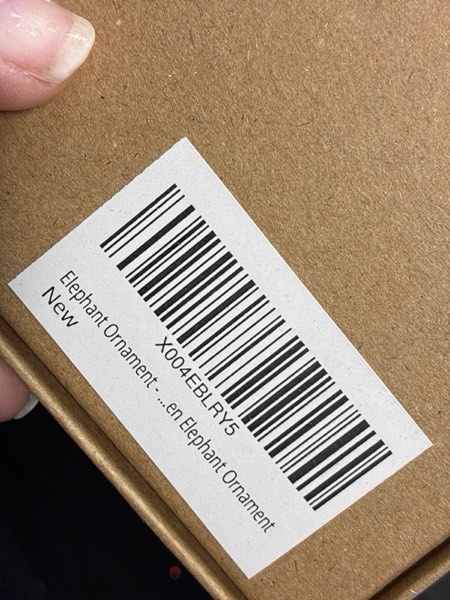 X004EBLRY5
Elephant Ornament - ...en Elephant Ornament
New